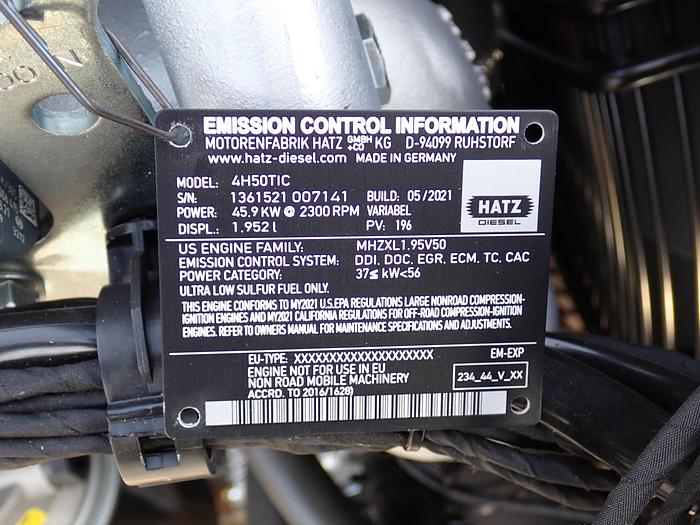 EMISSION CONTROL INFORMATION
MOTORENFABRIK HATZ GMBH +CO KG D-94099 RUHSTORF
www.hatz-diesel.com MADE IN GERMANY
MODEL: 4H50TIC
S/N: 1361521 007141 BUILD: 05/2021
POWER: 45.9 KW @ 2300 RPM VARIABEL
DISPL.: 1.952 l PV: 196
HATZ
DIESEL
US ENGINE FAMILY: MHZXL1.95V50
EMISSION CONTROL SYSTEM: DDI, DOC, EGR, ECM, TC, CAC
POWER CATEGORY: 37≤ kW<56
ULTRA LOW SULFUR FUEL ONLY.
THIS ENGINE CONFORMS TO MY2021 U.S.EPA REGULATIONS LARGE NONROAD COMPRESSION-
IGNITION ENGINES AND MY2021 CALIFORNIA REGULATIONS FOR OFF-ROAD COMPRESSION-IGNITION
ENGINES. REFER TO OWNERS MANUAL FOR MAINTENANCE SPECIFICATIONS AND ADJUSTMENTS.
EU-TYPE: XXXXXXXXXXXXXXXXXXXX EM-EXP
ENGINE NOT FOR USE IN EU
NON ROAD MOBILE MACHINERY
ACCRD. TO 2016/1628)
234_44_V_XX